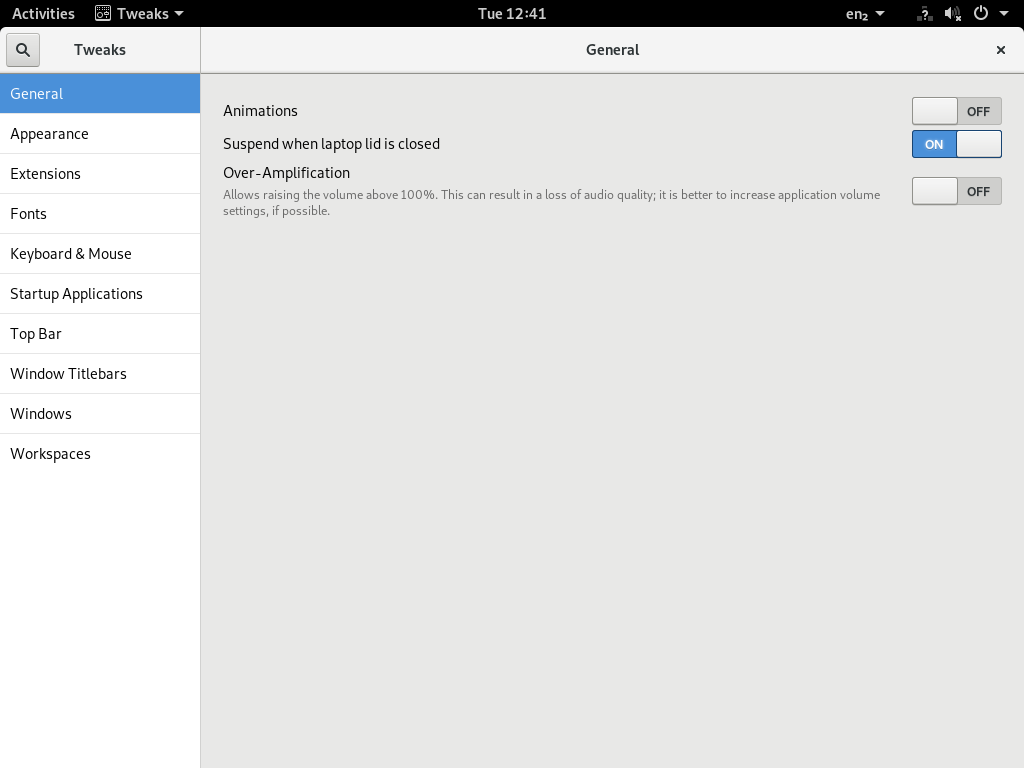 Activities Tweaks Tue 12:41 en₂ ?
Tweaks General
General
Appearance
Extensions
Fonts
Keyboard & Mouse
Startup Applications
Top Bar
Window Titlebars
Windows
Workspaces
Animations OFF
Suspend when laptop lid is closed ON
Over-Amplification
Allows raising the volume above 100%. This can result in a loss of audio quality; it is better to increase application volume
settings, if possible.
OFF